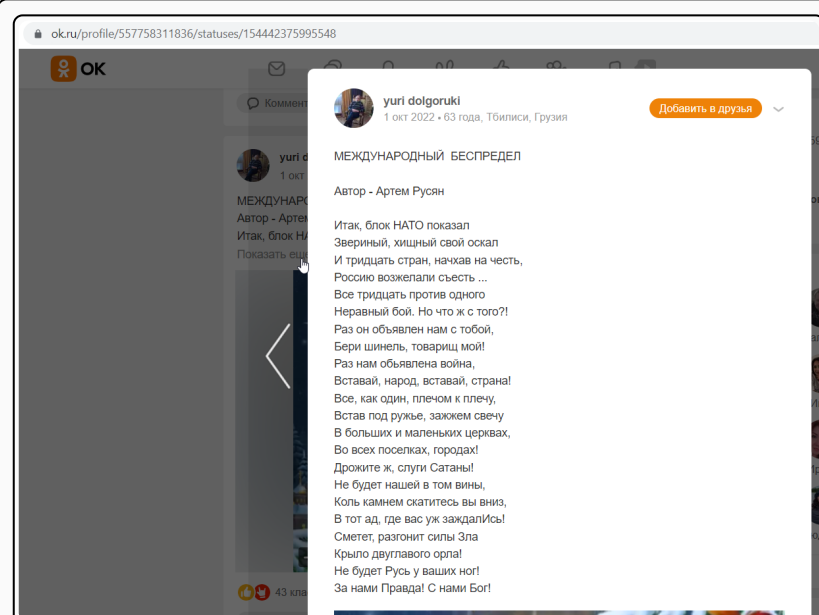 ok.ru/profile/557758311836/statuses/154442375995548
OK
Коммент
yuri d
1 окт
МЕЖДУНАРО
Автор - Артем
Итак, блок НА
Показать ещ
43 кла
yuri dolgoruki
1 окт 2022 • 63 года, Тбилиси, Грузия
Добавить в друзья
МЕЖДУНАРОДНЫЙ БЕСПРЕДЕЛ
Автор - Артем Русян
Итак, блок НАТО показал
Звериный, хищный свой оскал
И тридцать стран, начхав на честь,
Россию возжелали съесть ...
Все тридцать против одного
Неравный бой. Но что ж с того?!
Раз он объявлен нам с тобой,
Бери шинель, товарищ мой!
Раз нам обьявлена война,
Вставай, народ, вставай, страна!
Все, как один, плечом к плечу,
Встав под ружье, зажжем свечу
В больших и маленьких церквах,
Во всех поселках, городах!
Дрожите ж, слуги Сатаны!
Не будет нашей в том вины,
Коль камнем скатитесь вы вниз,
В тот ад, где вас уж заждалИсь!
Сметет, разгонит силы Зла
Крыло двуглавого орла!
Не будет Русь у ваших ног!
За нами Правда! С нами Бог!